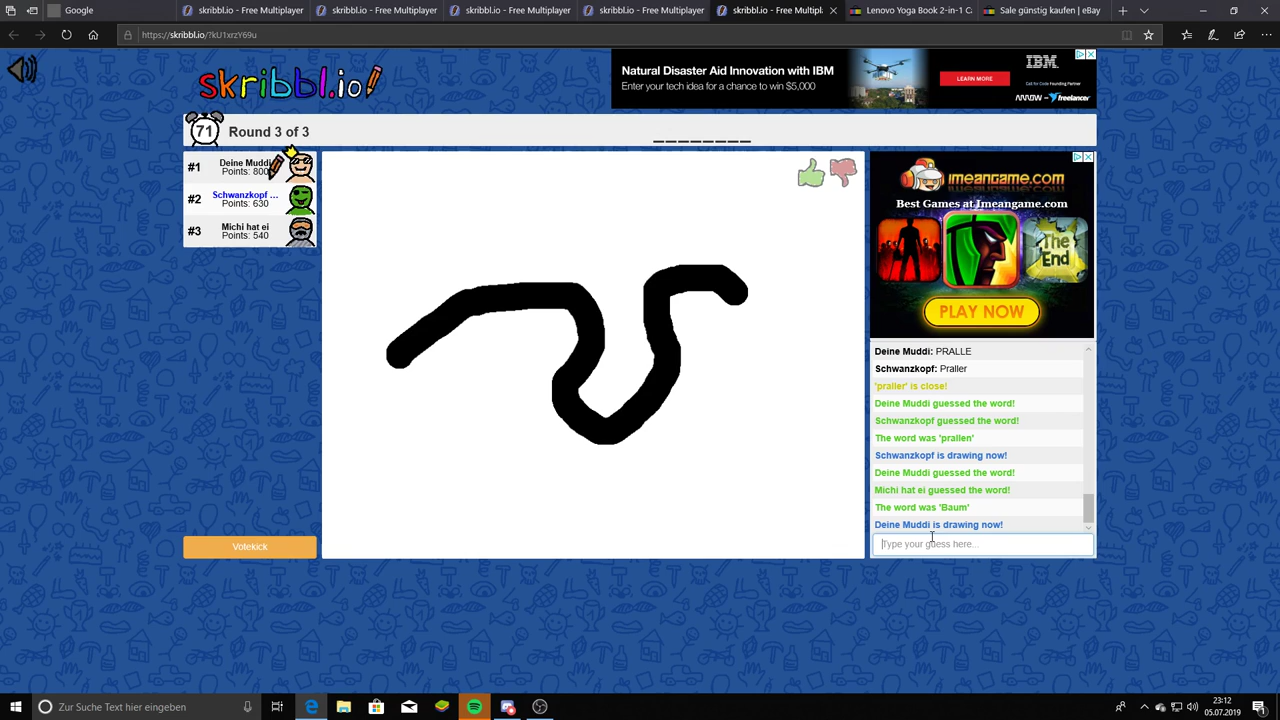 Google
skribbl.io - Free Multiplayer
skribbl.io - Free Multiplayer
skribbl.io - Free Multiplayer
skribbl.io - Free Multipl
Lenovo Yoga Book 2-in-1 C
Sale günstig kaufen | eBay
https://skribbl.io/?kU1xrzY69u
skribbl.io
Natural Disaster Aid Innovation with IBM
Enter your tech idea for a chance to win $5,000
LEARN MORE
IBM
Call for Code Founding Partner
ARROW
freelancer
71
Round 3 of 3
#1
Deine Muddi
Points: 800
#2
Schwanzkopf ...
Points: 630
#3
Michi hat ei
Points: 540
imeangame.com
Best Games at Imeangame.com
The End
PLAY NOW
Deine Muddi: PRALLE
Schwanzkopf: Praller
'praller' is close!
Deine Muddi guessed the word!
Schwanzkopf guessed the word!
The word was 'prallen'
Schwanzkopf is drawing now!
Deine Muddi guessed the word!
Michi hat ei guessed the word!
The word was 'Baum'
Deine Muddi is drawing now!
Type your guess here...
Votekick
Zur Suche Text hier eingeben
23:12
05.07.2019